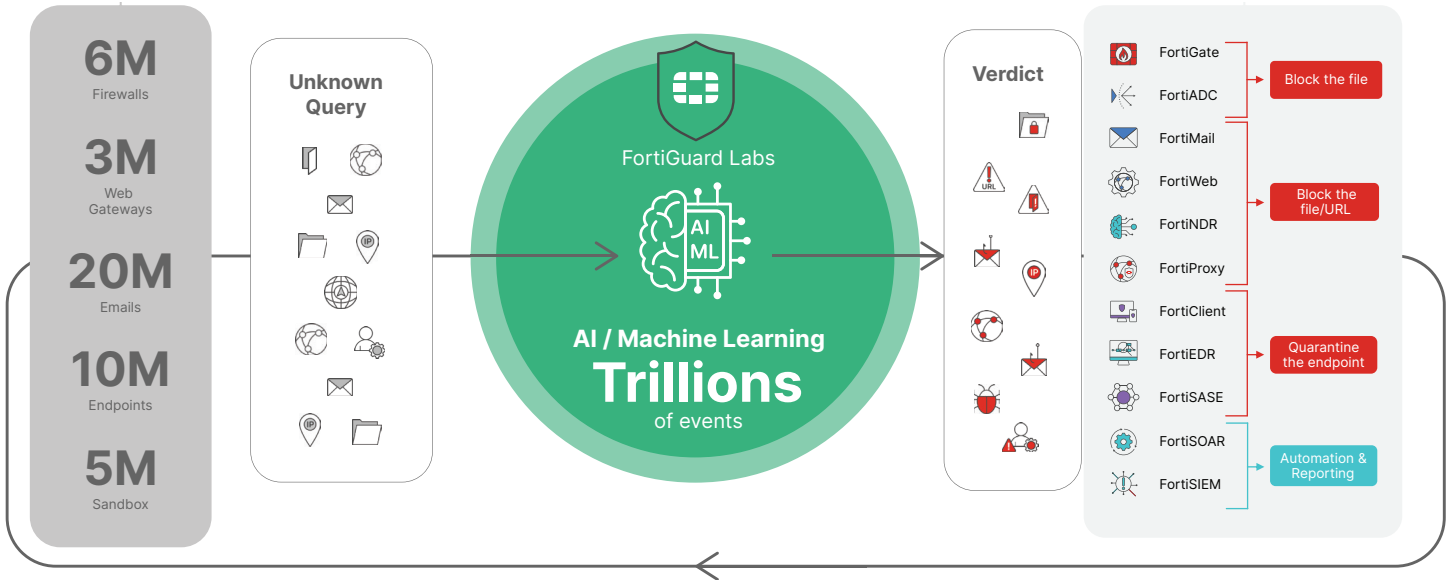 6M
Firewalls
3M
Web
Gateways
20M
Emails
10M
Endpoints
5M
Sandbox
Unknown
Query
IP
A
IP
FortiGuard Labs
AI
ML
AI / Machine Learning
Trillions
of events
Verdict
URL
IP
FortiGate
FortiADC
FortiMail
FortiWeb
FortiNDR
FortiProxy
FortiClient
FortiEDR
FortiSASE
FortiSOAR
FortiSIEM
Block the file
Block the
file/URL
Quarantine
the endpoint
Automation &
Reporting